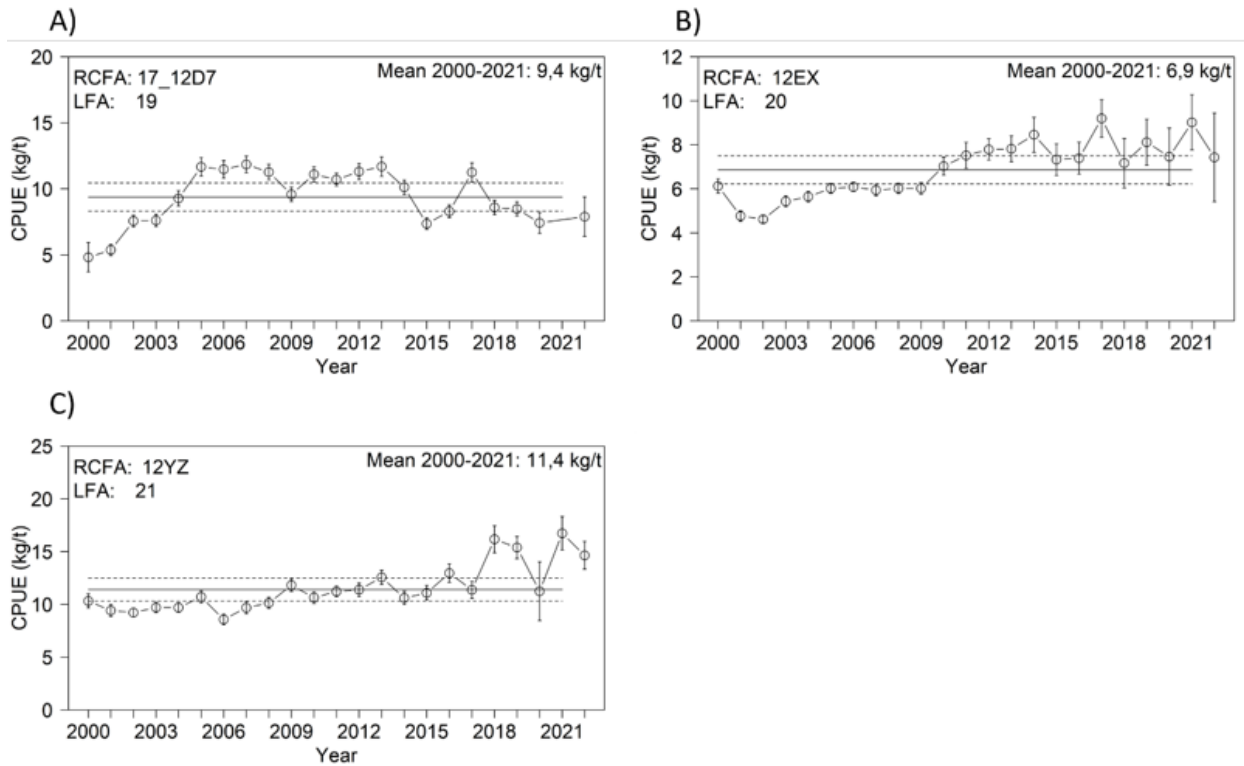 A)
RCFA: 17_12D7
LFA: 19
Mean 2000-2021: 9,4 kg/t
CPUE (kg/t)
20
15
10
5
0
2000 2003 2006 2009 2012 2015 2018 2021
Year
B)
RCFA: 12EX
LFA: 20
Mean 2000-2021: 6,9 kg/t
CPUE (kg/t)
12
10
8
6
4
2
0
2000 2003 2006 2009 2012 2015 2018 2021
Year
C)
RCFA: 12YZ
LFA: 21
Mean 2000-2021: 11,4 kg/t
CPUE (kg/t)
25
20
15
10
5
0
2000 2003 2006 2009 2012 2015 2018 2021
Year